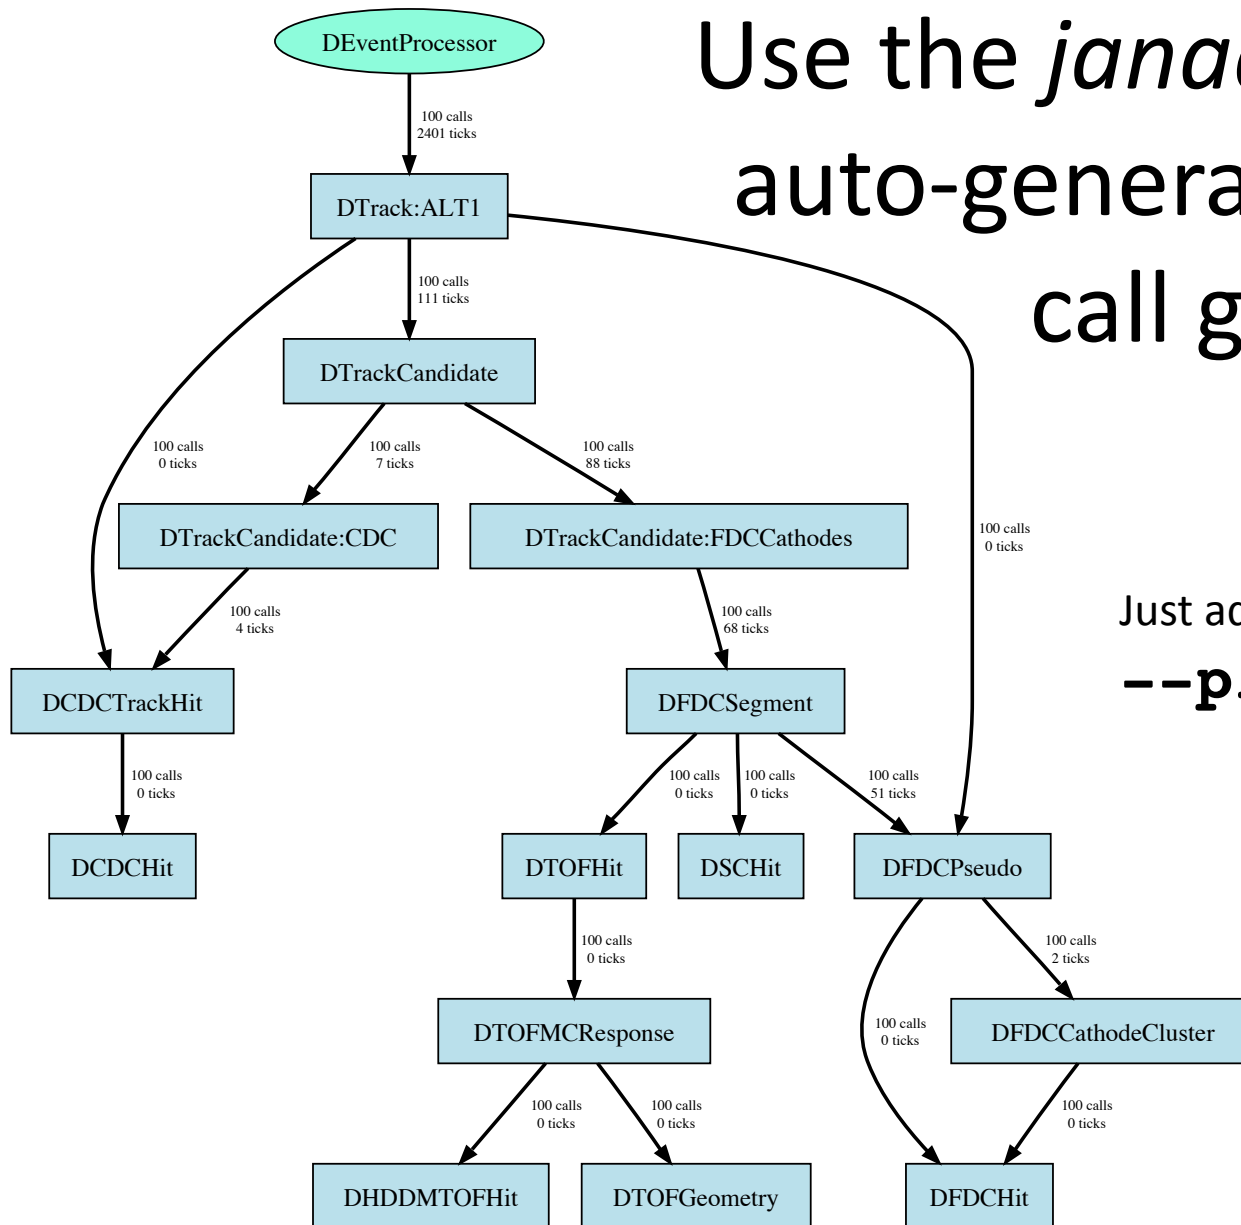 DEventProcessor
Use the
auto-genera
call g
100 calls
2401 ticks
DTrack:ALT1
100 calls
111 ticks
DTrackCandidate
100 calls
0 ticks
100 calls
7 ticks
100 calls
88 ticks
DTrackCandidate:CDC
DTrackCandidate:FDCCathodes
100 calls
0 ticks
100 calls
4 ticks
100 calls
68 ticks
Just
--p
DCDCTrackHit
DFDCSegment
100 calls
0 ticks
100 calls
0 ticks
100 calls
0 ticks
100 calls
51 ticks
DCDCHit
DTOFHit
DSCHit
DFDCPseudo
100 calls
0 ticks
100 calls
2 ticks
100 calls
0 ticks
DTOFMCResponse
DFDCCathodeCluster
100 calls
0 ticks
100 calls
0 ticks
100 calls
0 ticks
DHDDMTOFHit
DTOFGeometry
DFDCHit